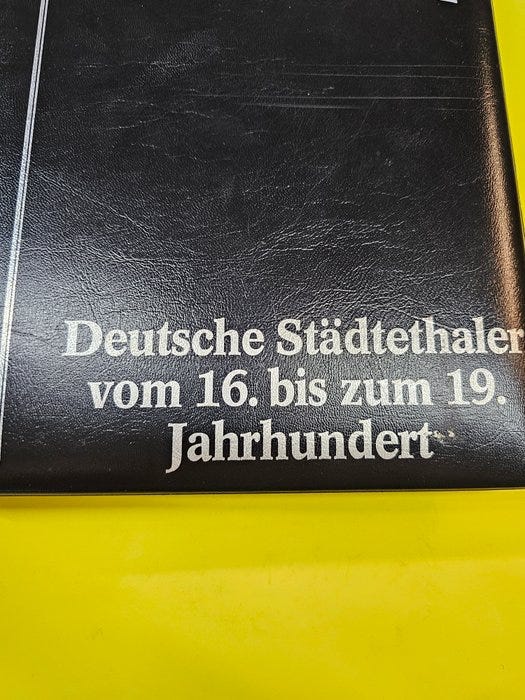 Deutsche Städtethaler
vom 16. bis zum 19.
Jahrhundert